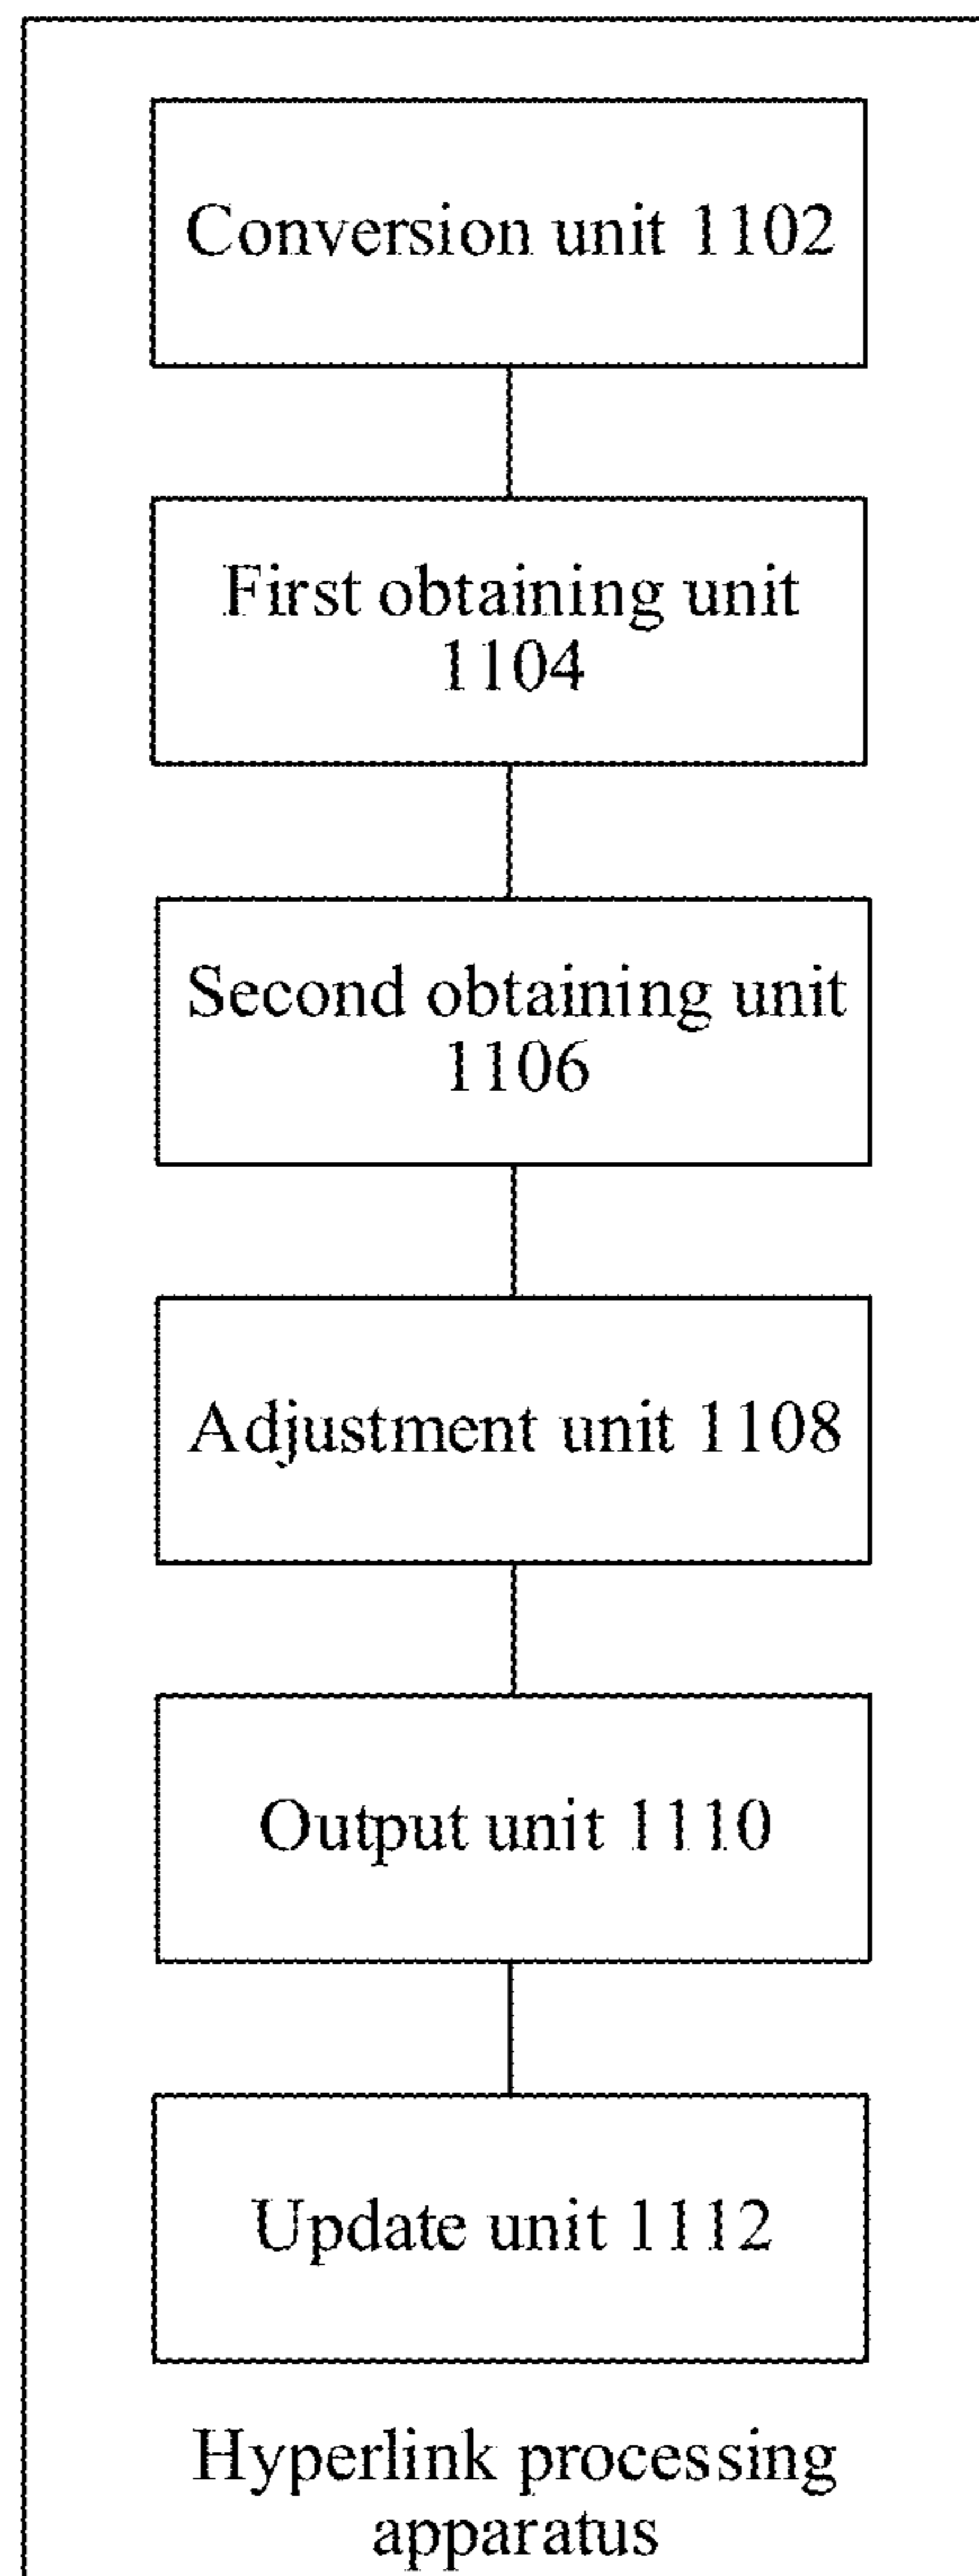 Conversion unit 1102
First obtaining unit
1104
Second obtaining unit
1106
Adjustment unit 1108
Output unit 1110
Update unit 1112
Hyperlink processing
apparatus